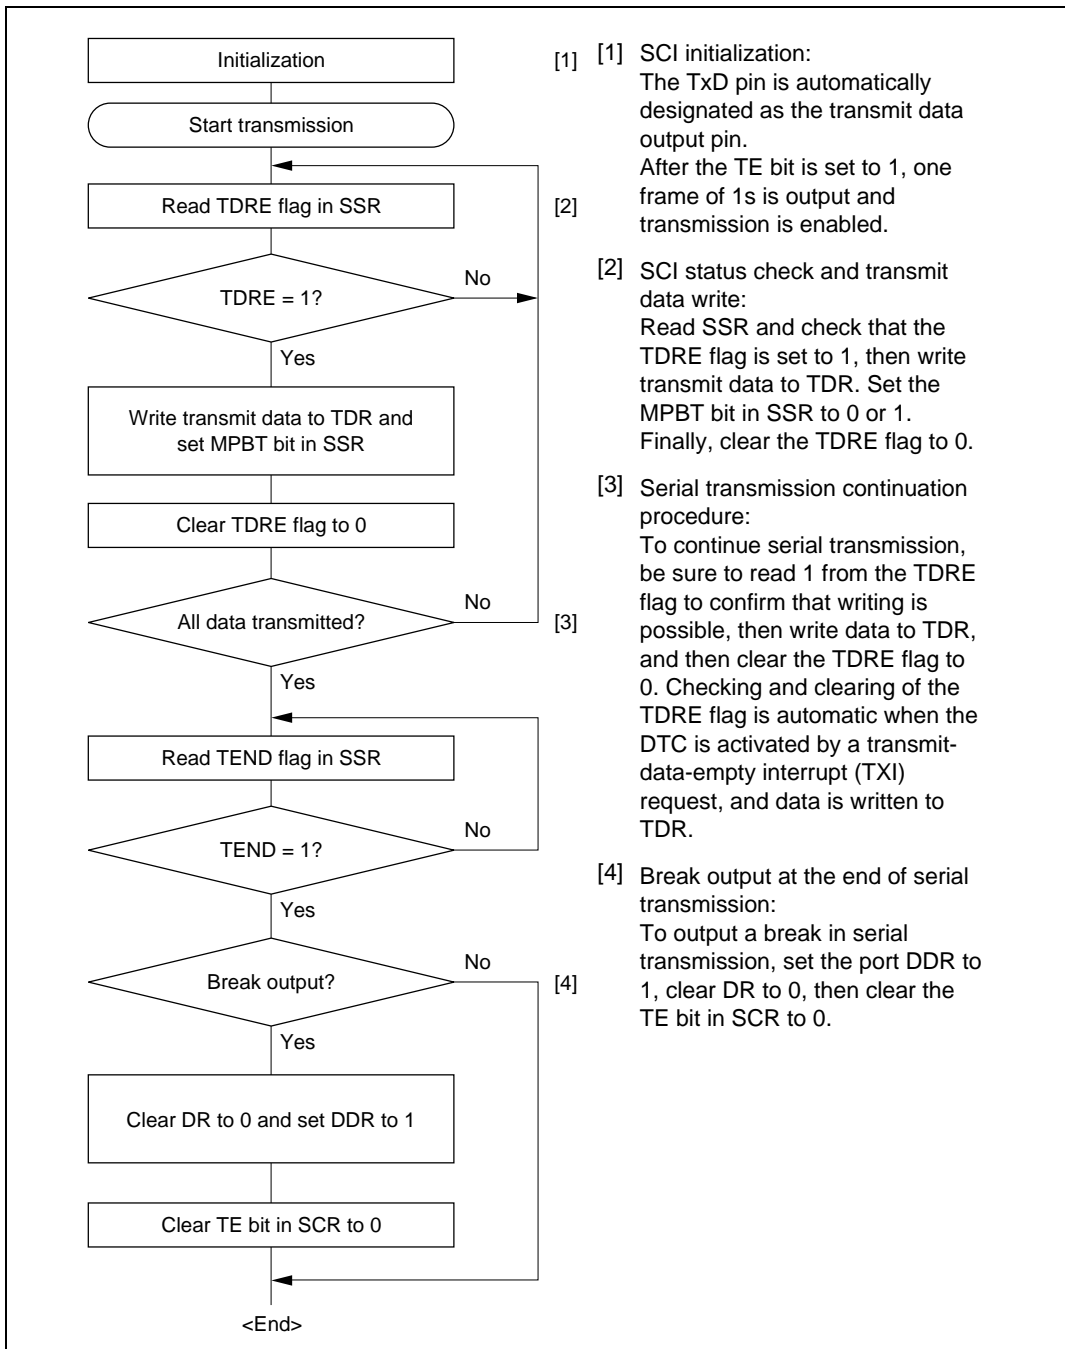 Initialization
[1]
Start transmission
Read TDRE flag in SSR
[2]
TDRE = 1?
No
Yes
Write transmit data to TDR and
set MPBT bit in SSR
Clear TDRE flag to 0
All data transmitted?
No
[3]
Yes
Read TEND flag in SSR
TEND = 1?
No
Yes
Break output?
No
[4]
Yes
Clear DR to 0 and set DDR to 1
Clear TE bit in SCR to 0
<End>
[1] SCI initialization:
The TxD pin is automatically
designated as the transmit data
output pin.
After the TE bit is set to 1, one
frame of 1s is output and
transmission is enabled.
[2] SCI status check and transmit
data write:
Read SSR and check that the
TDRE flag is set to 1, then write
transmit data to TDR. Set the
MPBT bit in SSR to 0 or 1.
Finally, clear the TDRE flag to 0.
[3] Serial transmission continuation
procedure:
To continue serial transmission,
be sure to read 1 from the TDRE
flag to confirm that writing is
possible, then write data to TDR,
and then clear the TDRE flag to
0. Checking and clearing of the
TDRE flag is automatic when the
DTC is activated by a transmit-
data-empty interrupt (TXI)
request, and data is written to
TDR.
[4] Break output at the end of serial
transmission:
To output a break in serial
transmission, set the port DDR to
1, clear DR to 0, then clear the
TE bit in SCR to 0.